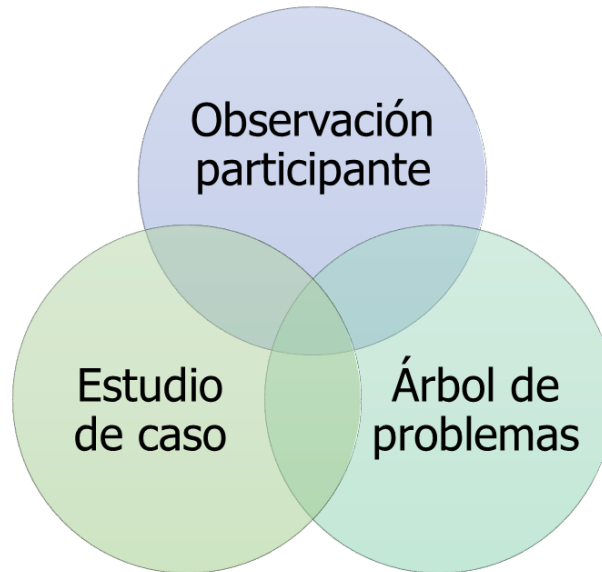 Observación
participante
Estudio
de caso
Árbol de
problemas